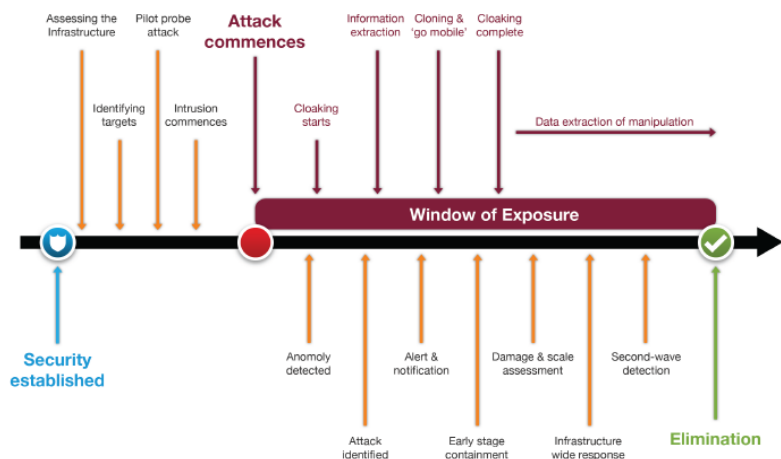 Assessing the
Infrastructure
Pilot probe
attack
Attack
commences
Information
extraction
Cloning &
'go mobile'
Cloaking
complete
Identifying
targets
Intrusion
commences
Cloaking
starts
Data extraction of manipulation
Window of Exposure
Security
established
Anomoly
detected
Alert &
notification
Damage & scale
assessment
Second-wave
detection
Attack
identified
Early stage
containment
Infrastructure
wide response
Elimination